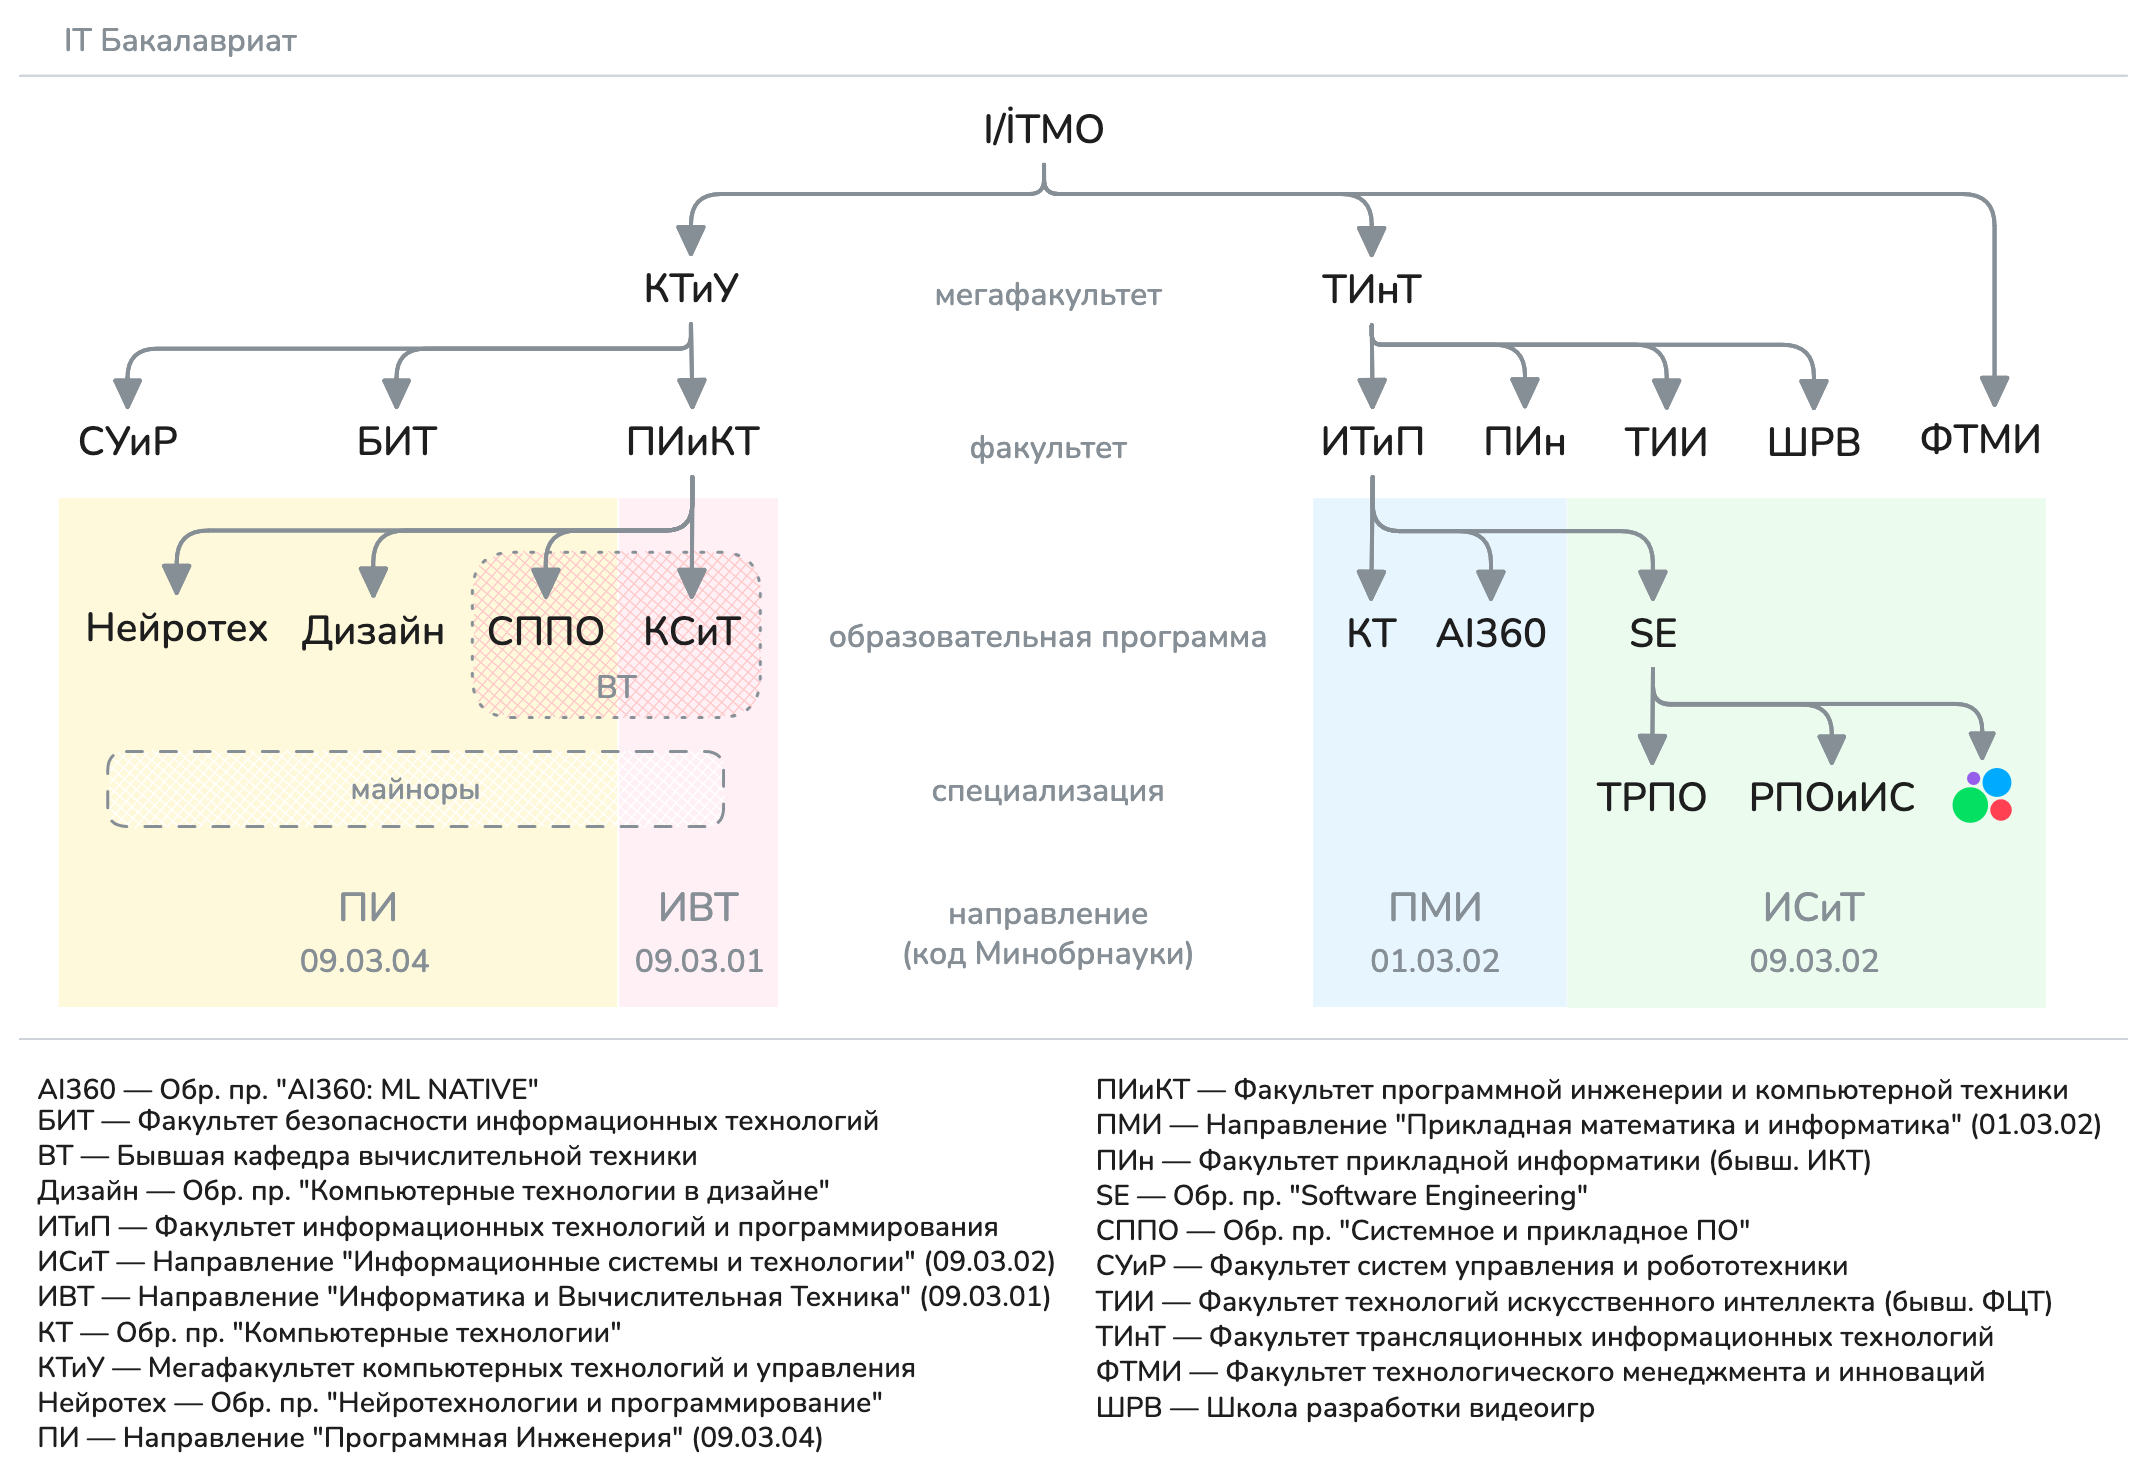 IT Бакалавриат
I/İTMO
КТиУ
мегафакультет
ТИнТ
СУиР
БИТ
ПИиКТ
факультет
ИТиП
ПИн
ТИИ
ШРВ
ФТМИ
Нейротех
Дизайн
СППО
КСиТ
образовательная программа
КТ
AI360
SE
ВТ
майноры
специализация
ТРПО
РПОиИС
ПИ
ИВТ
направление
ПМИ
ИСиТ
09.03.04
09.03.01
(код Минобрнауки)
01.03.02
09.03.02
AI360 — Обр. пр. "AI360: ML NATIVE"
БИТ — Факультет безопасности информационных технологий
ВТ — Бывшая кафедра вычислительной техники
Дизайн — Обр. пр. "Компьютерные технологии в дизайне"
ИТиП — Факультет информационных технологий и программирования
ИСиТ — Направление "Информационные системы и технологии" (09.03.02)
ИВТ — Направление "Информатика и Вычислительная Техника" (09.03.01)
КТ — Обр. пр. "Компьютерные технологии"
КТиУ — Мегафакультет компьютерных технологий и управления
Нейротех — Обр. пр. "Нейротехнологии и программирование"
ПИ — Направление "Программная Инженерия" (09.03.04)
ПИиКТ — Факультет программной инженерии и компьютерной техники
ПМИ — Направление "Прикладная математика и информатика" (01.03.02)
ПИн — Факультет прикладной информатики (бывш. ИКТ)
SE — Обр. пр. "Software Engineering"
СППО — Обр. пр. "Системное и прикладное ПО"
СУиР — Факультет систем управления и робототехники
ТИИ — Факультет технологий искусственного интеллекта (бывш. ФЦТ)
ТИнТ — Факультет трансляционных информационных технологий
ФТМИ — Факультет технологического менеджмента и инноваций
ШРВ — Школа разработки видеоигр